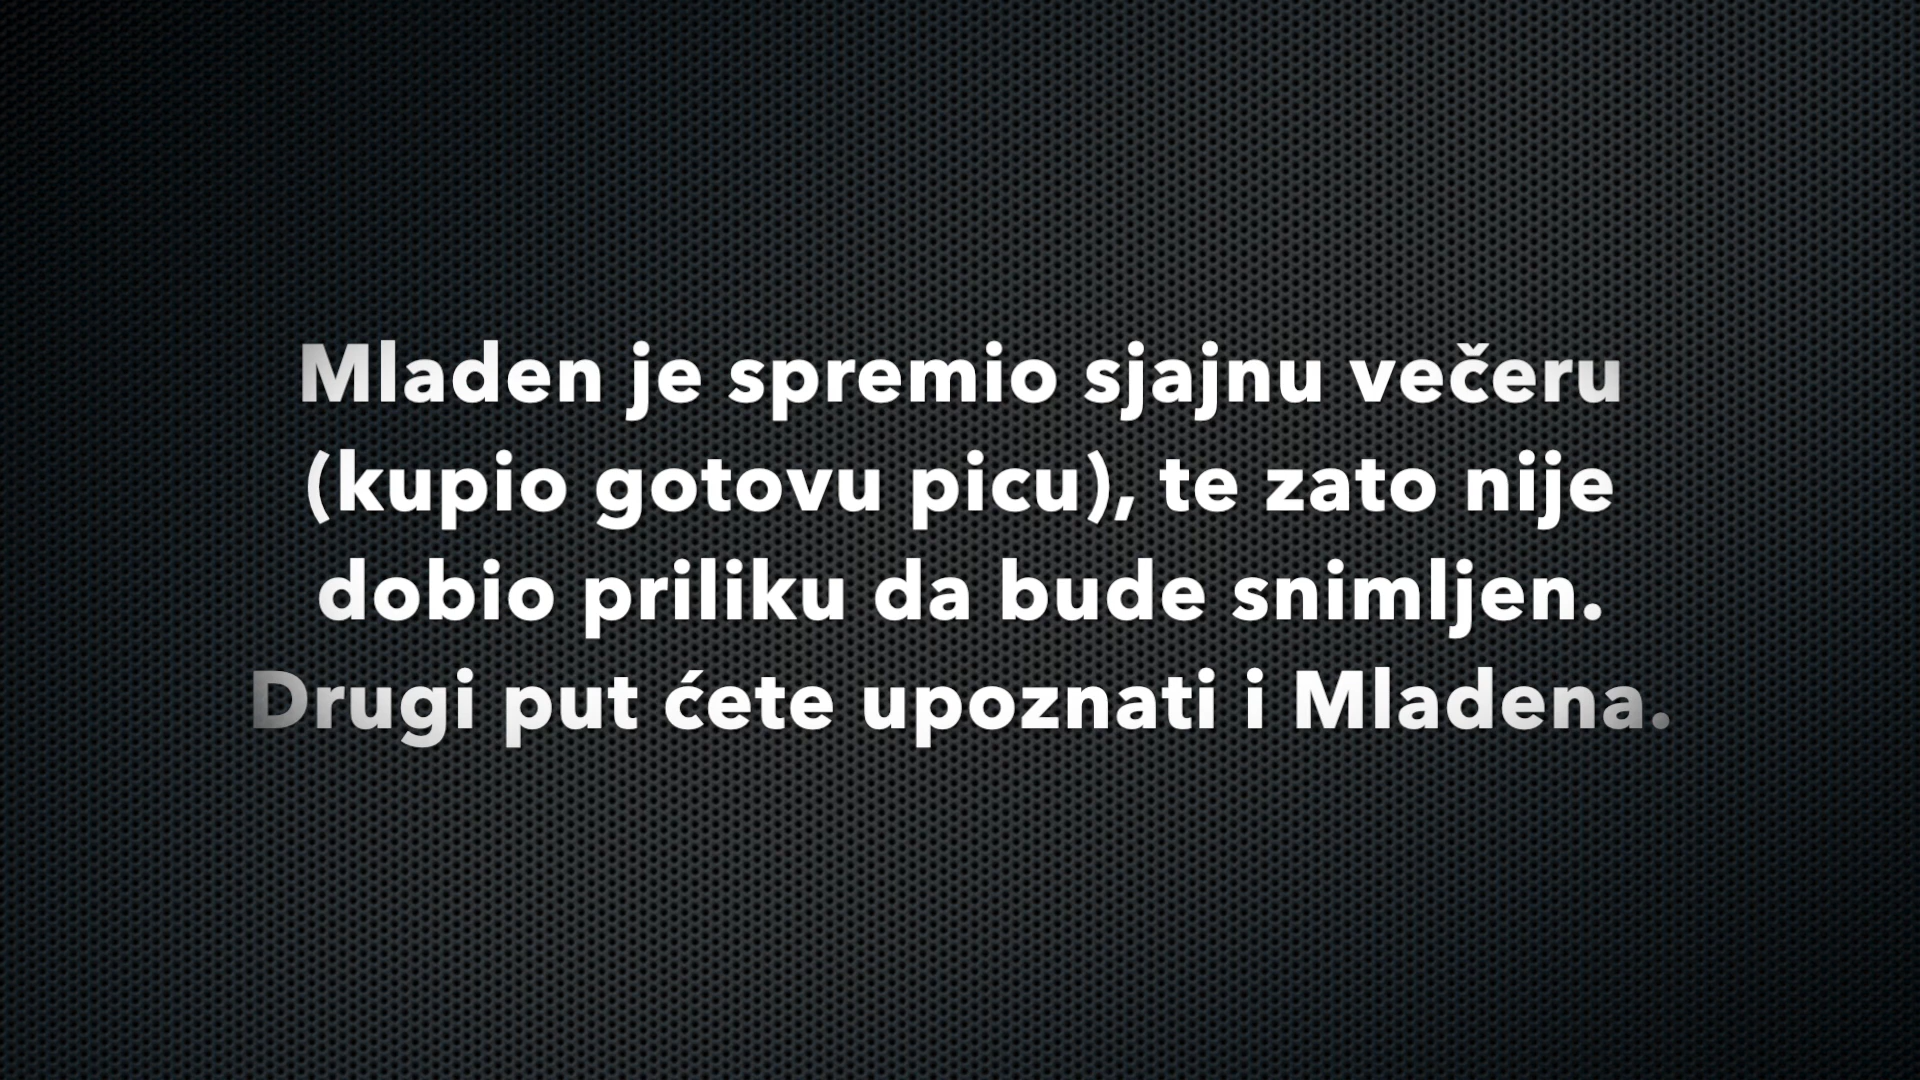 Mladen je spremio sjajnu večeru
(kupio gotovu picu), te zato nije
dobio priliku da bude snimljen.
Drugi put ćete upoznati i Mladena.